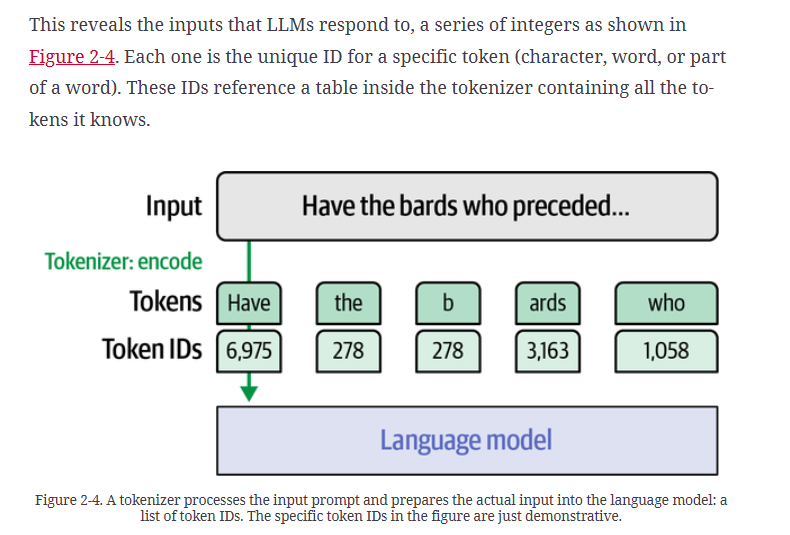 This reveals the inputs that LLMs respond to, a series of integers as shown in
Figure 2-4. Each one is the unique ID for a specific token (character, word, or part
of a word). These IDs reference a table inside the tokenizer containing all the to-
kens it knows.
Input
Have the bards who preceded...
Tokenizer: encode
Tokens Have the b ards who
Token IDs 6,975 278 278 3,163 1,058
Language model
Figure 2-4. A tokenizer processes the input prompt and prepares the actual input into the language model: a
list of token IDs. The specific token IDs in the figure are just demonstrative.